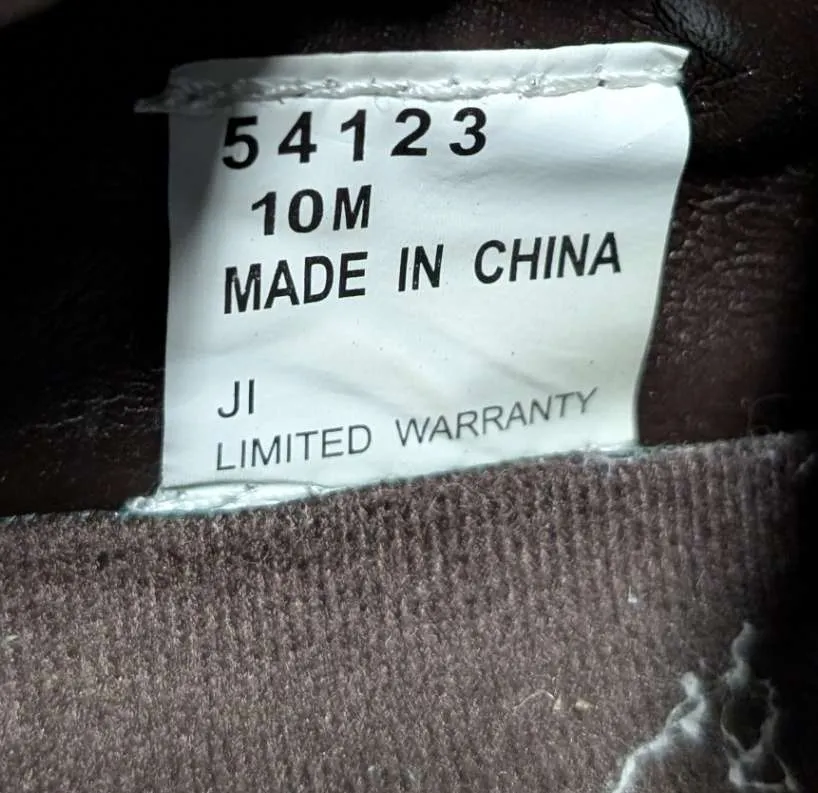 54123
10M
MADE IN CHINA
JI
LIMITED WARRANTY